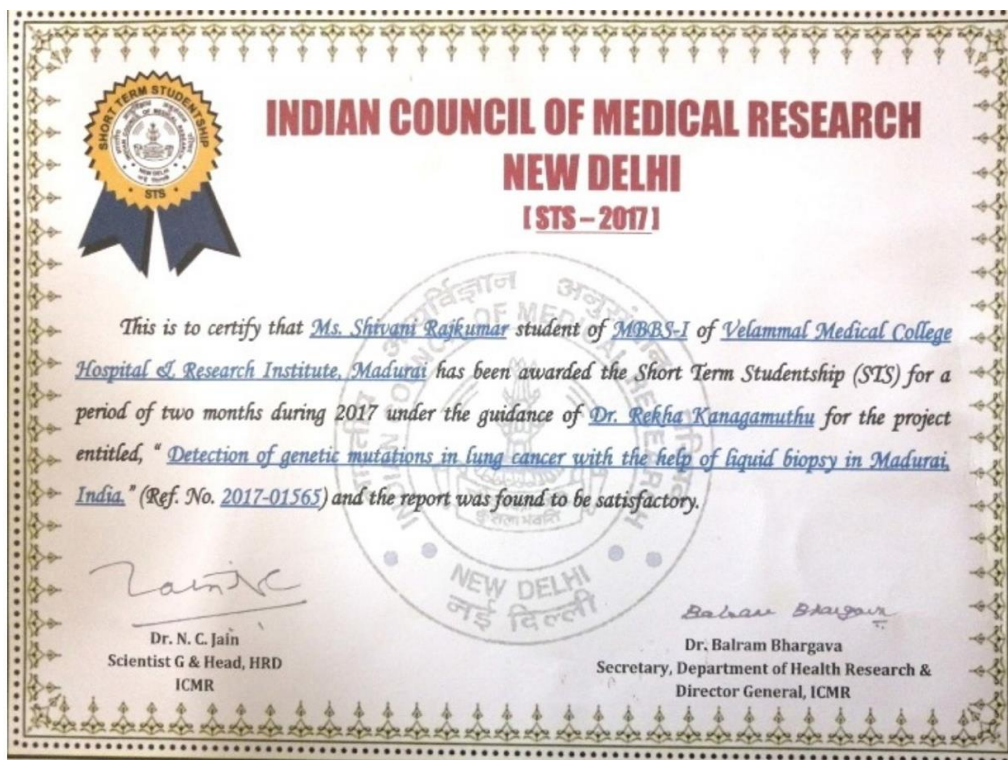 SHORT TERM STUDENTSHIP
NEW DELHI
STS
INDIAN COUNCIL OF MEDICAL RESEARCH
NEW DELHI
[ STS – 2017 ]
This is to certify that Ms. Shivani Rajkumar student of MBBS-I of Velammal Medical College
Hospital & Research Institute, Madurai has been awarded the Short Term Studentship (STS) for a
period of two months during 2017 under the guidance of Dr. Rekha Kanagamuthu for the project
entitled, “ Detection of genetic mutations in lung cancer with the help of liquid biopsy in Madurai,
India.” (Ref. No. 2017-01565) and the report was found to be satisfactory.
NEW DELHI
नई दिल्ली
Balram Bhargava
Dr. N. C. Jain
Scientist G & Head, HRD
ICMR
Dr. Balram Bhargava
Secretary, Department of Health Research &
Director General, ICMR